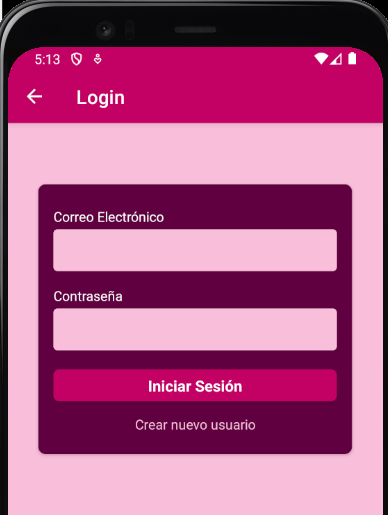 5:13
Login
Correo Electrónico
Contraseña
Iniciar Sesión
Crear nuevo usuario